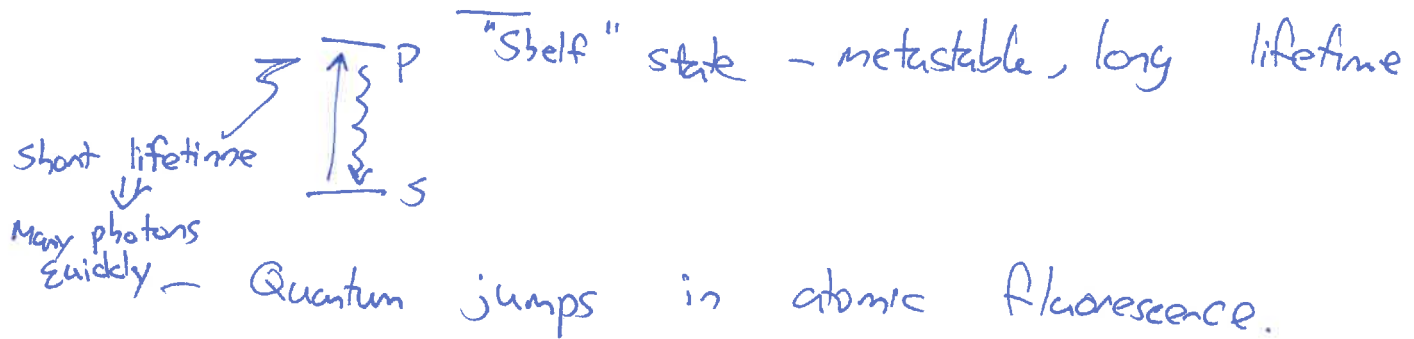 P "Shelf" state - metastable, long lifetime
Short lifetime
⇓
S
Many photons
quickly - Quantum jumps in atomic fluorescence.